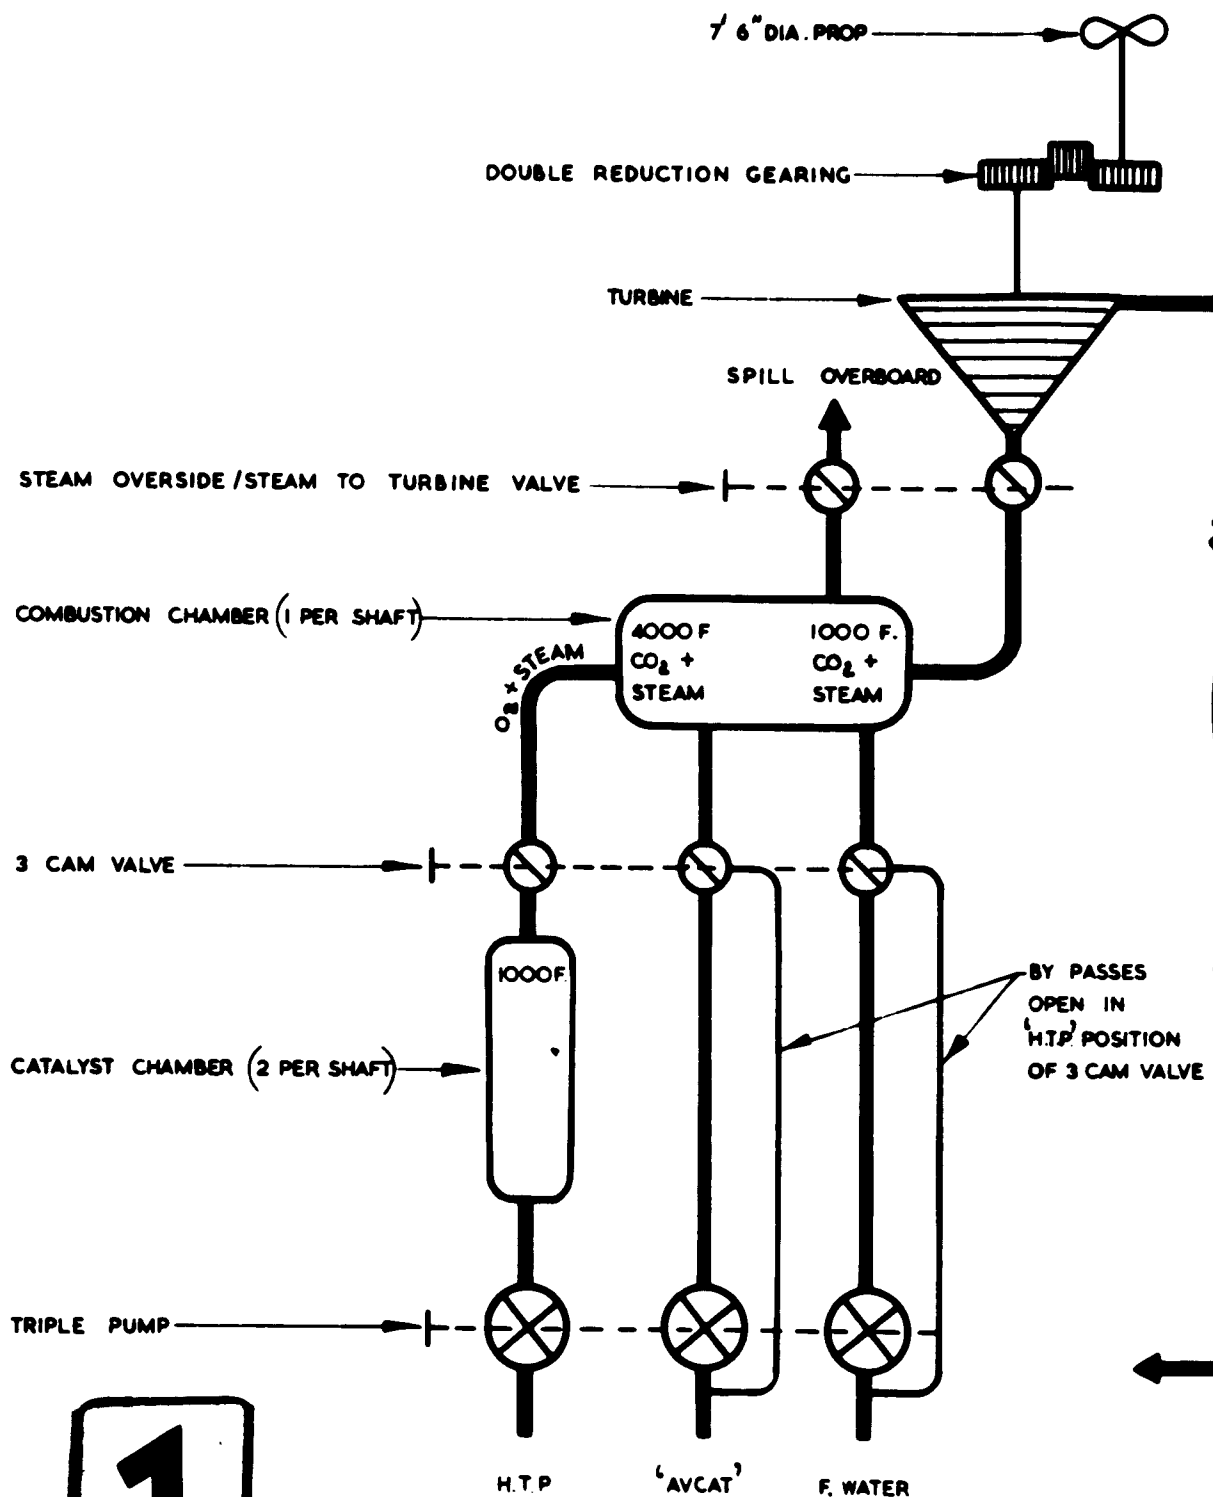 7' 6" DIA. PROP
DOUBLE REDUCTION GEARING
TURBINE
SPILL OVERBOARD
STEAM OVERSIDE / STEAM TO TURBINE VALVE
COMBUSTION CHAMBER (1 PER SHAFT)
4000 F
CO₂ +
STEAM
1000 F.
CO₂ +
STEAM
O₂ + STEAM
3 CAM VALVE
1000 F.
BY PASSES
OPEN IN
'H.T.P.' POSITION
OF 3 CAM VALVE
CATALYST CHAMBER (2 PER SHAFT)
TRIPLE PUMP
1
H.T.P
'AVCAT'
F. WATER